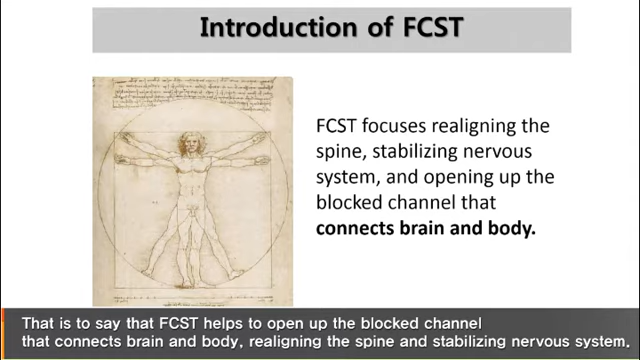 Introduction of FCST
FCST focuses realigning the
spine, stabilizing nervous
system, and opening up the
blocked channel that
connects brain and body.
That is to say that FCST helps to open up the blocked channel
that connects brain and body, realigning the spine and stabilizing nervous system.